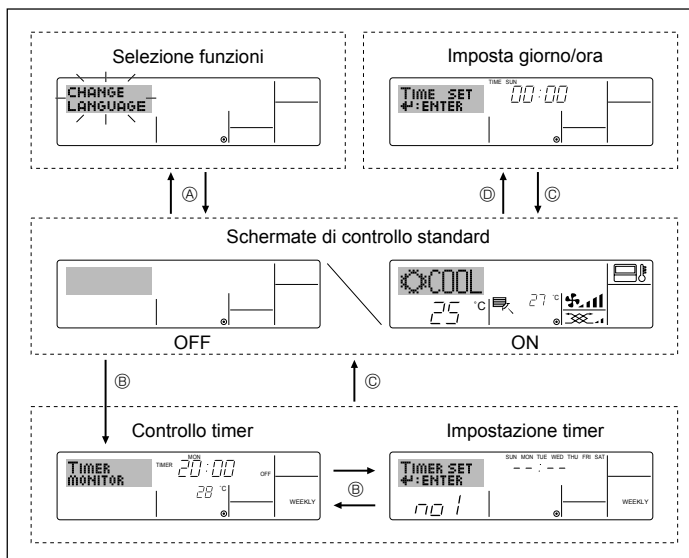 Selezione funzioni
CHANGE
LANGUAGE
Imposta giorno/ora
TIME SUN
TIME SET 00:00
↵:ENTER
Ⓐ
Ⓓ
Ⓒ
Schermate di controllo standard
COOL
25 °C 27 °C
OFF
ON
Ⓑ
Ⓒ
Controllo timer
MON
TIMER TIMER 20:00 OFF
MONITOR
28 °C
WEEKLY
Ⓑ
Impostazione timer
SUN MON TUE WED THU FRI SAT
TIMER SET --:--
↵:ENTER
no 1 WEEKLY